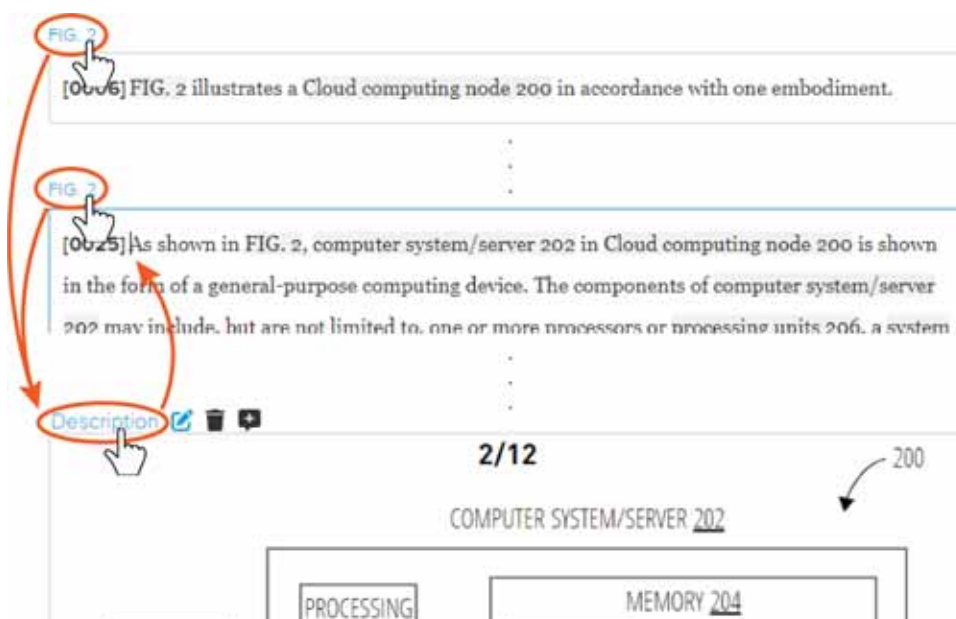 FIG. 2
[0006] FIG. 2 illustrates a Cloud computing node 200 in accordance with one embodiment.
FIG. 2
[0025] As shown in FIG. 2, computer system/server 202 in Cloud computing node 200 is shown
in the form of a general-purpose computing device. The components of computer system/server
202 may include, but are not limited to, one or more processors or processing units 206, a system
Description
2/12
200
COMPUTER SYSTEM/SERVER 202
PROCESSING
MEMORY 204